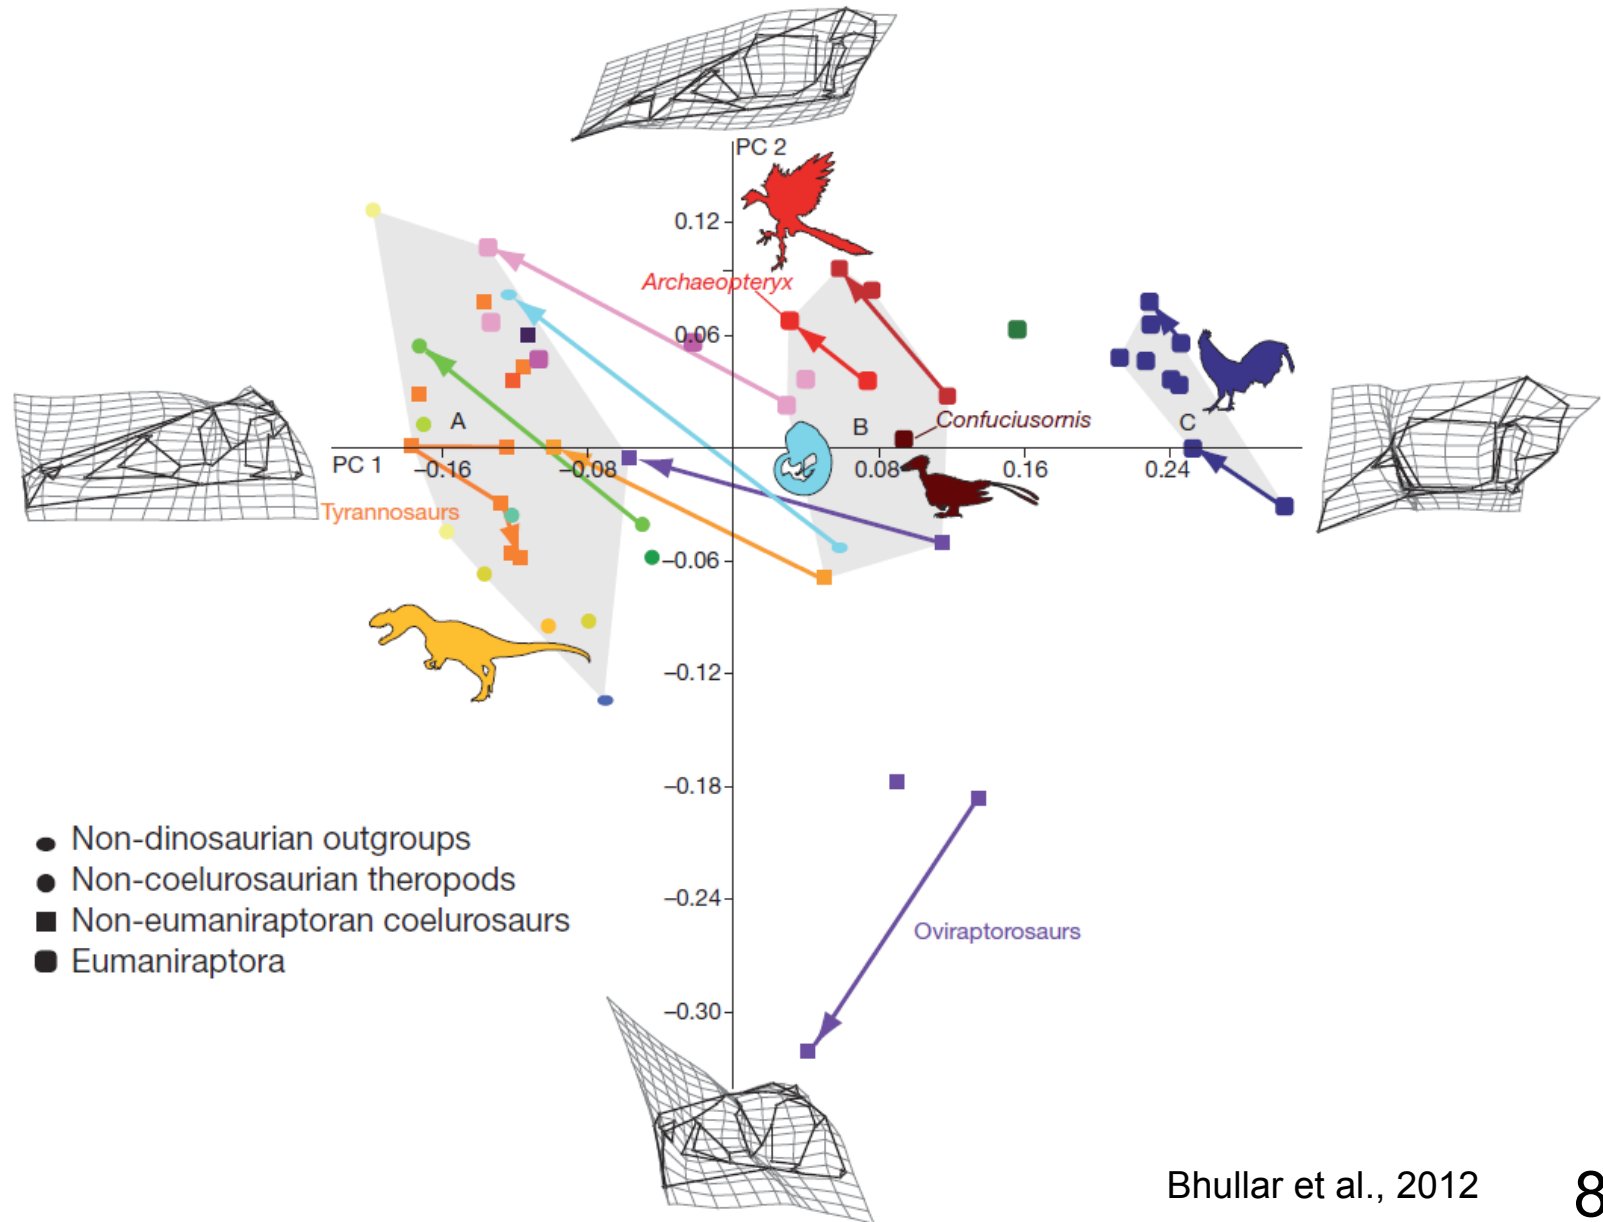 PC 2
0.12
Archaeopteryx
0.06
A
B
Confuciusornis
C
PC 1
–0.16
–0.08
0.08
0.16
0.24
Tyrannosaurs
–0.06
–0.12
–0.18
Non-dinosaurian outgroups
Non-coelurosaurian theropods
–0.24
Non-eumaniraptoran coelurosaurs
Oviraptorosaurs
Eumaniraptora
–0.30
Bhullar et al., 2012
8